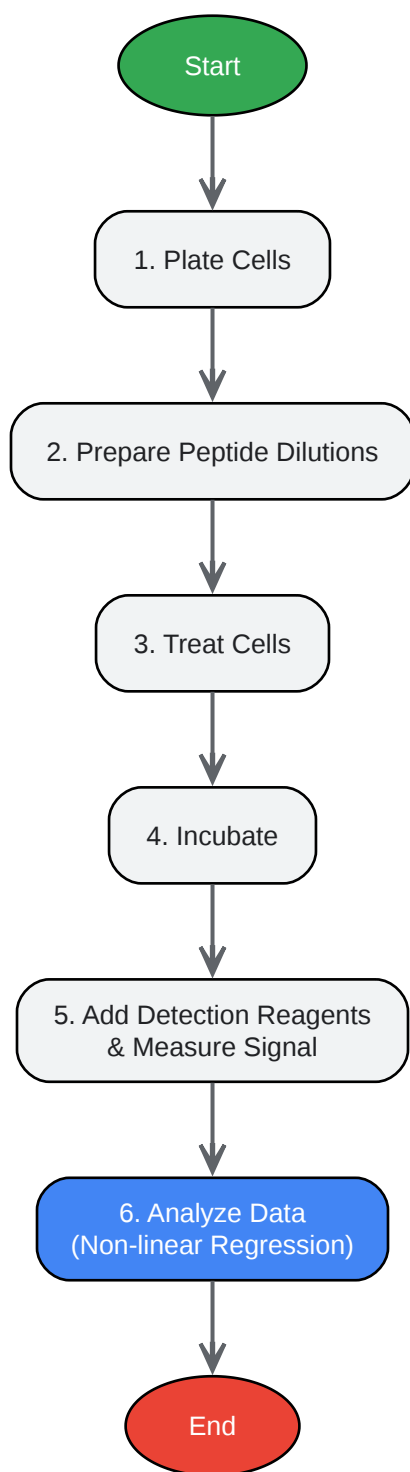 Start
1. Plate Cells
2. Prepare Peptide Dilutions
3. Treat Cells
4. Incubate
5. Add Detection Reagents
& Measure Signal
6. Analyze Data
(Non-linear Regression)
End